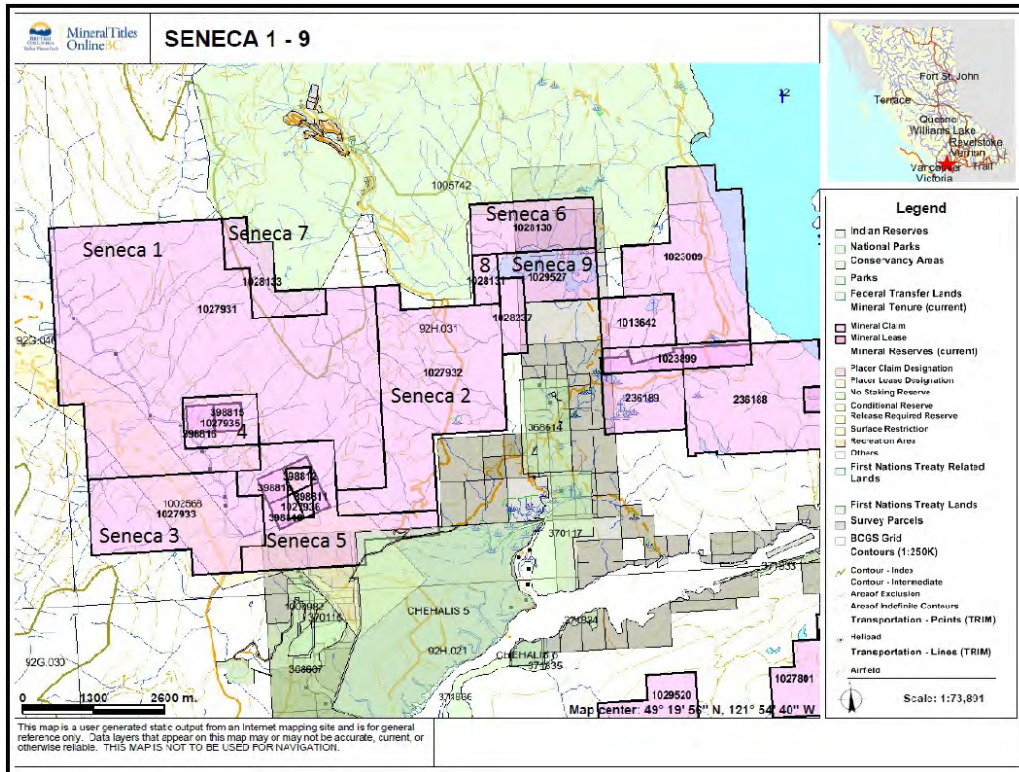 Mineral Titles
Online BC
SENECA 1 - 9
Fort St. John
Terrace
Williams Lake
Revelstoke
Vernon
Vancouver
Trail
Victoria
Legend
Indian Reserves
National Parks
Conservancy Areas
Parks
Federal Transfer Lands
Mineral Tenure (current)
Mineral Claim
Mineral Lease
Mineral Reserves (current)
Placer Claim Designation
Placer Lease Designation
No Staking Reserve
Conditional Reserve
Release Required Reserve
Surface Restriction
Recreation Area
Others
First Nations Treaty Related
Lands
First Nations Treaty Lands
Survey Parcels
BCGS Grid
Contours (1:250K)
Contour - Index
Contour - Intermediate
Area of Exclusion
Area of Indefinite Contours
Transportation - Points (TRIM)
Helipad
Transportation - Lines (TRIM)
Airfield
Scale: 1:73,891
1005742
Seneca 1
Seneca 7
Seneca 6
1028130
8
Seneca 9
1028131
1029527
1023009
1028133
1027931
1028237
1013642
92H.031
1027932
1023899
Seneca 2
236189
236188
398815
1027935
398816
4
368614
398812
398811
1027936
1002565
1027933
Seneca 3
Seneca 5
370117
371833
CHEHALIS 5
92H.021
92G.030
371835
1029520
1027801
0 1300 2600 m.
Map center: 49° 19' 56" N, 121° 54' 40" W
This map is a user generated static output from an Internet mapping site and is for general
reference only. Data layers that appear on this map may or may not be accurate, current, or
otherwise reliable. THIS MAP IS NOT TO BE USED FOR NAVIGATION.